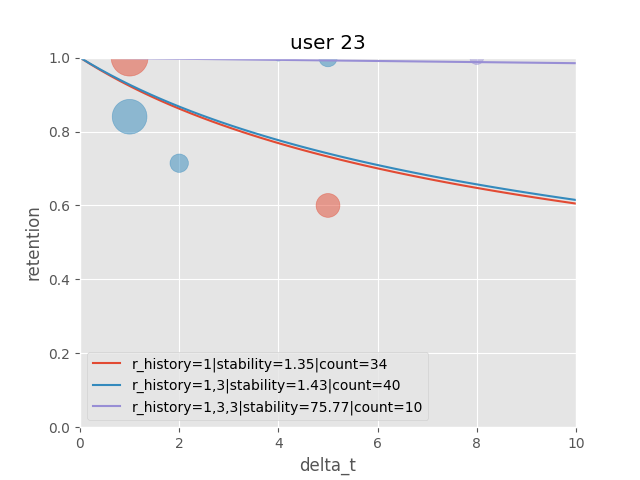 user 23
1.0
0.8
0.6
0.4
0.2
0.0
retention
r_history=1|stability=1.35|count=34
r_history=1,3|stability=1.43|count=40
r_history=1,3,3|stability=75.77|count=10
0 2 4 6 8 10
delta_t